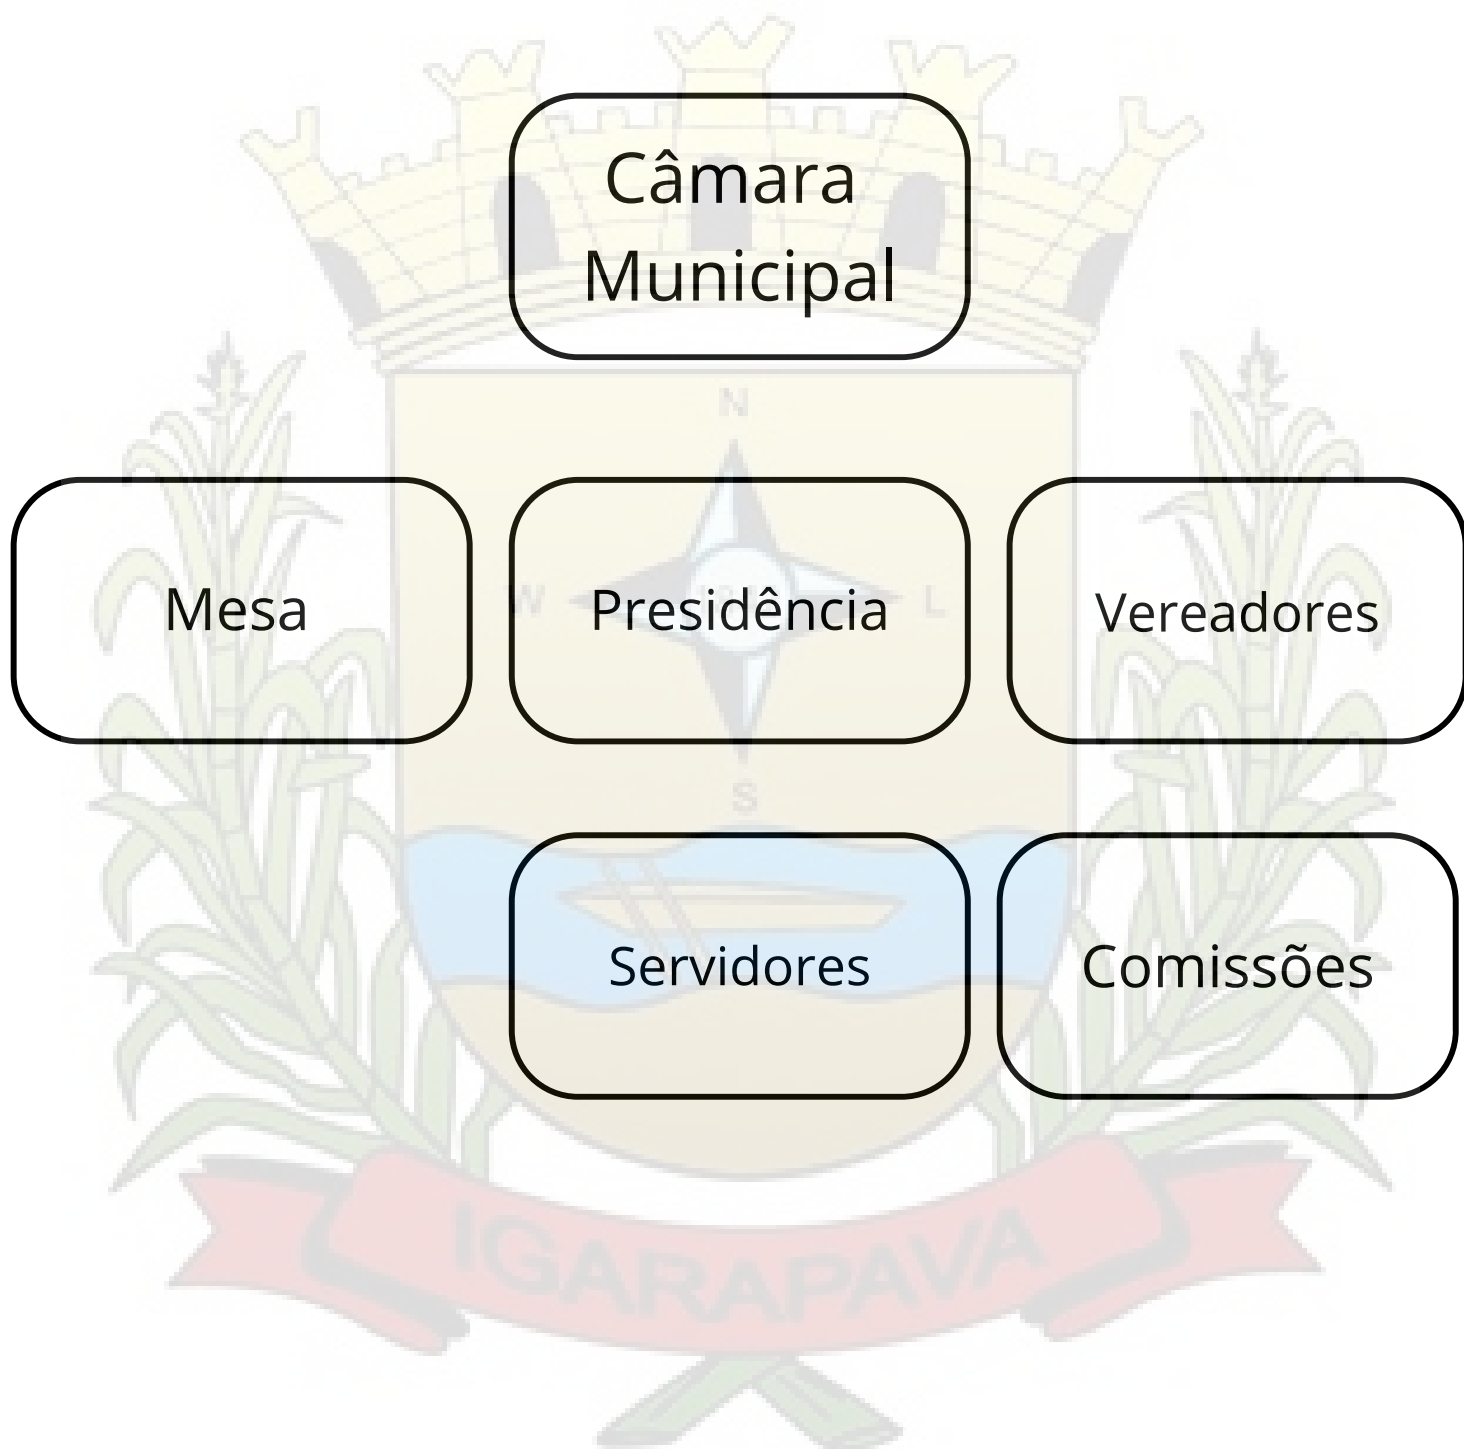 Câmara
Municipal
N
Mesa
Presidência
Vereadores
W
L
S
Servidores
Comissões
IGARAPAVA